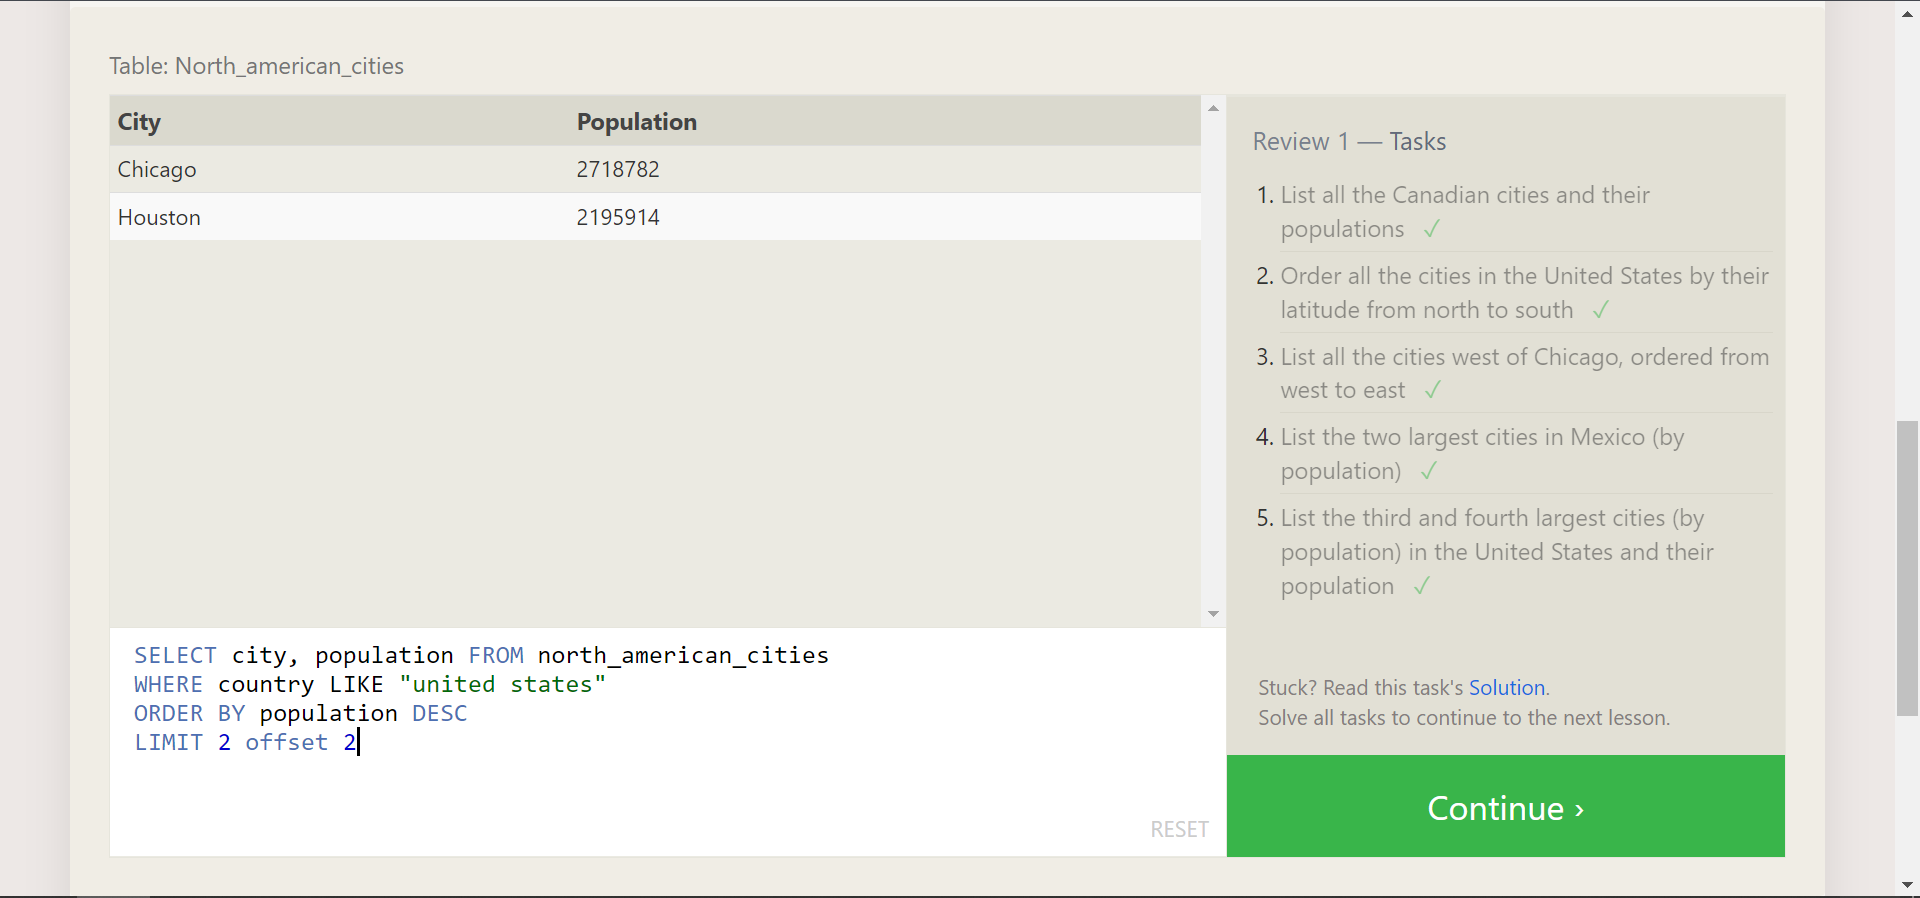 Table: North_american_cities
City Population
Chicago 2718782
Houston 2195914
SELECT city, population FROM north_american_cities
WHERE country LIKE "united states"
ORDER BY population DESC
LIMIT 2 offset 2
RESET
Review 1 — Tasks
1. List all the Canadian cities and their
populations ✓
2. Order all the cities in the United States by their
latitude from north to south ✓
3. List all the cities west of Chicago, ordered from
west to east ✓
4. List the two largest cities in Mexico (by
population) ✓
5. List the third and fourth largest cities (by
population) in the United States and their
population ✓
Stuck? Read this task's Solution.
Solve all tasks to continue to the next lesson.
Continue ›